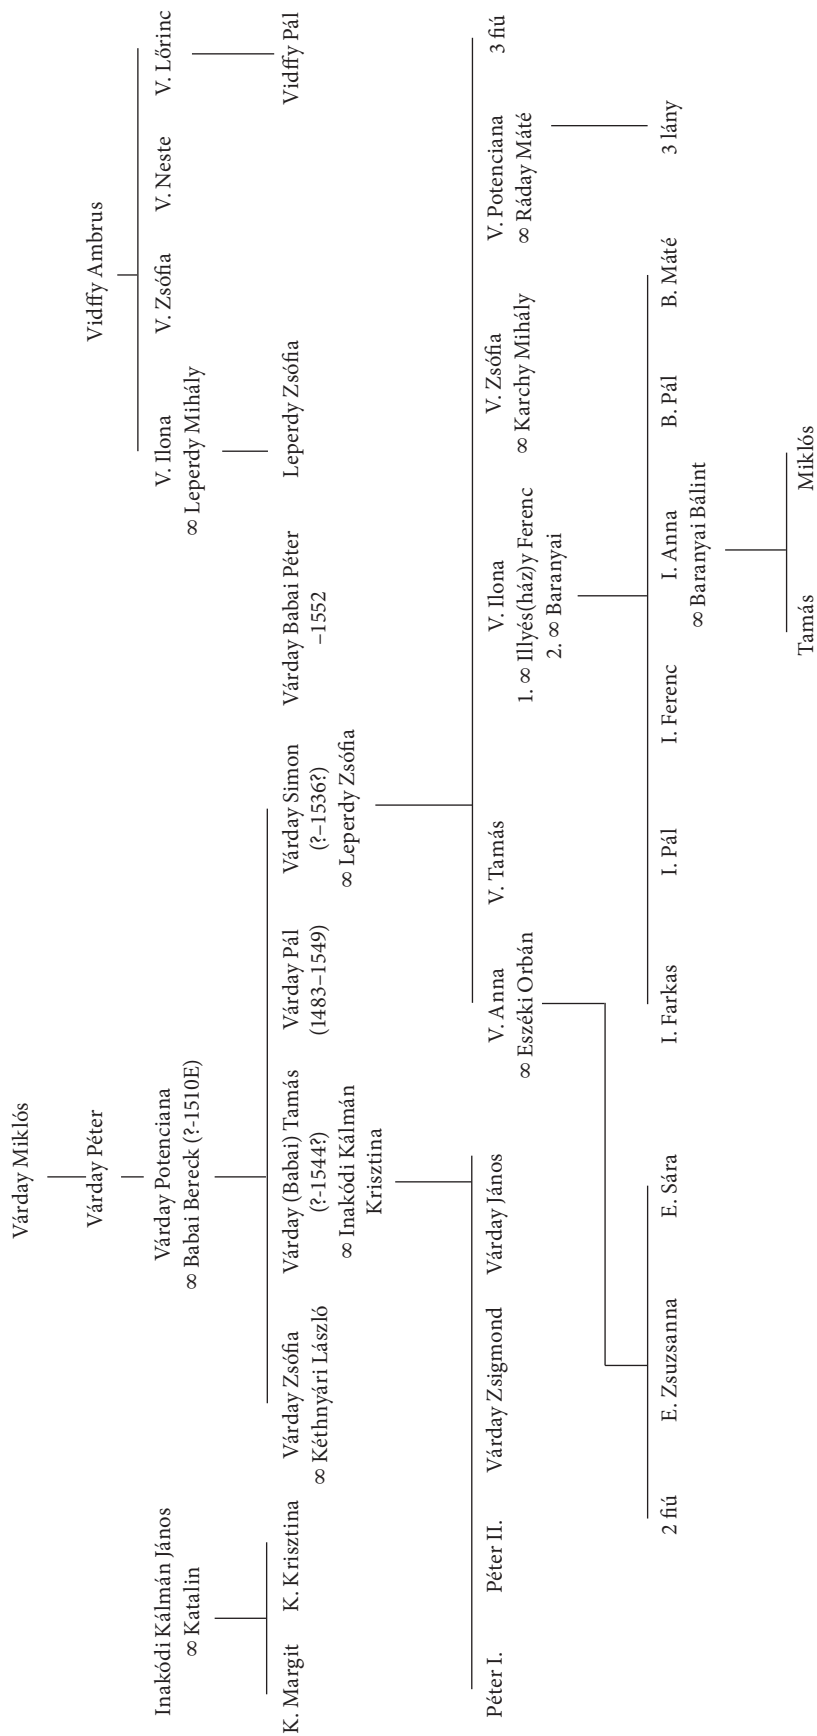 Várday Miklós
Várday Péter
Vidffy Ambrus
Inakódi Kálmán János
∞ Katalin
Várday Potenciana
∞ Babai Bereck (?-1510E)
V. Ilona
∞ Leperdy Mihály
V. Zsófia
V. Neste
V. Lőrinc
K. Margit
K. Krisztina
Várday Zsófia
∞ Kéthnyári László
Várday (Babai) Tamás
(?-1544?)
∞ Inakódi Kálmán
Krisztina
Várday Pál
(1483–1549)
Várday Simon
(?–1536?)
∞ Leperdy Zsófia
Várday Babai Péter
–1552
Leperdy Zsófia
Vidffy Pál
Péter I.
Péter II.
Várday Zsigmond
Várday János
V. Anna
∞ Eszéki Orbán
V. Tamás
V. Ilona
1. ∞ Illyés(ház)y Ferenc
2. ∞ Baranyai
V. Zsófia
∞ Karchy Mihály
V. Potenciana
∞ Ráday Máté
3 fiú
2 fiú
E. Zsuzsanna
E. Sára
I. Farkas
I. Pál
I. Ferenc
I. Anna
∞ Baranyai Bálint
B. Pál
B. Máté
3 lány
Tamás
Miklós